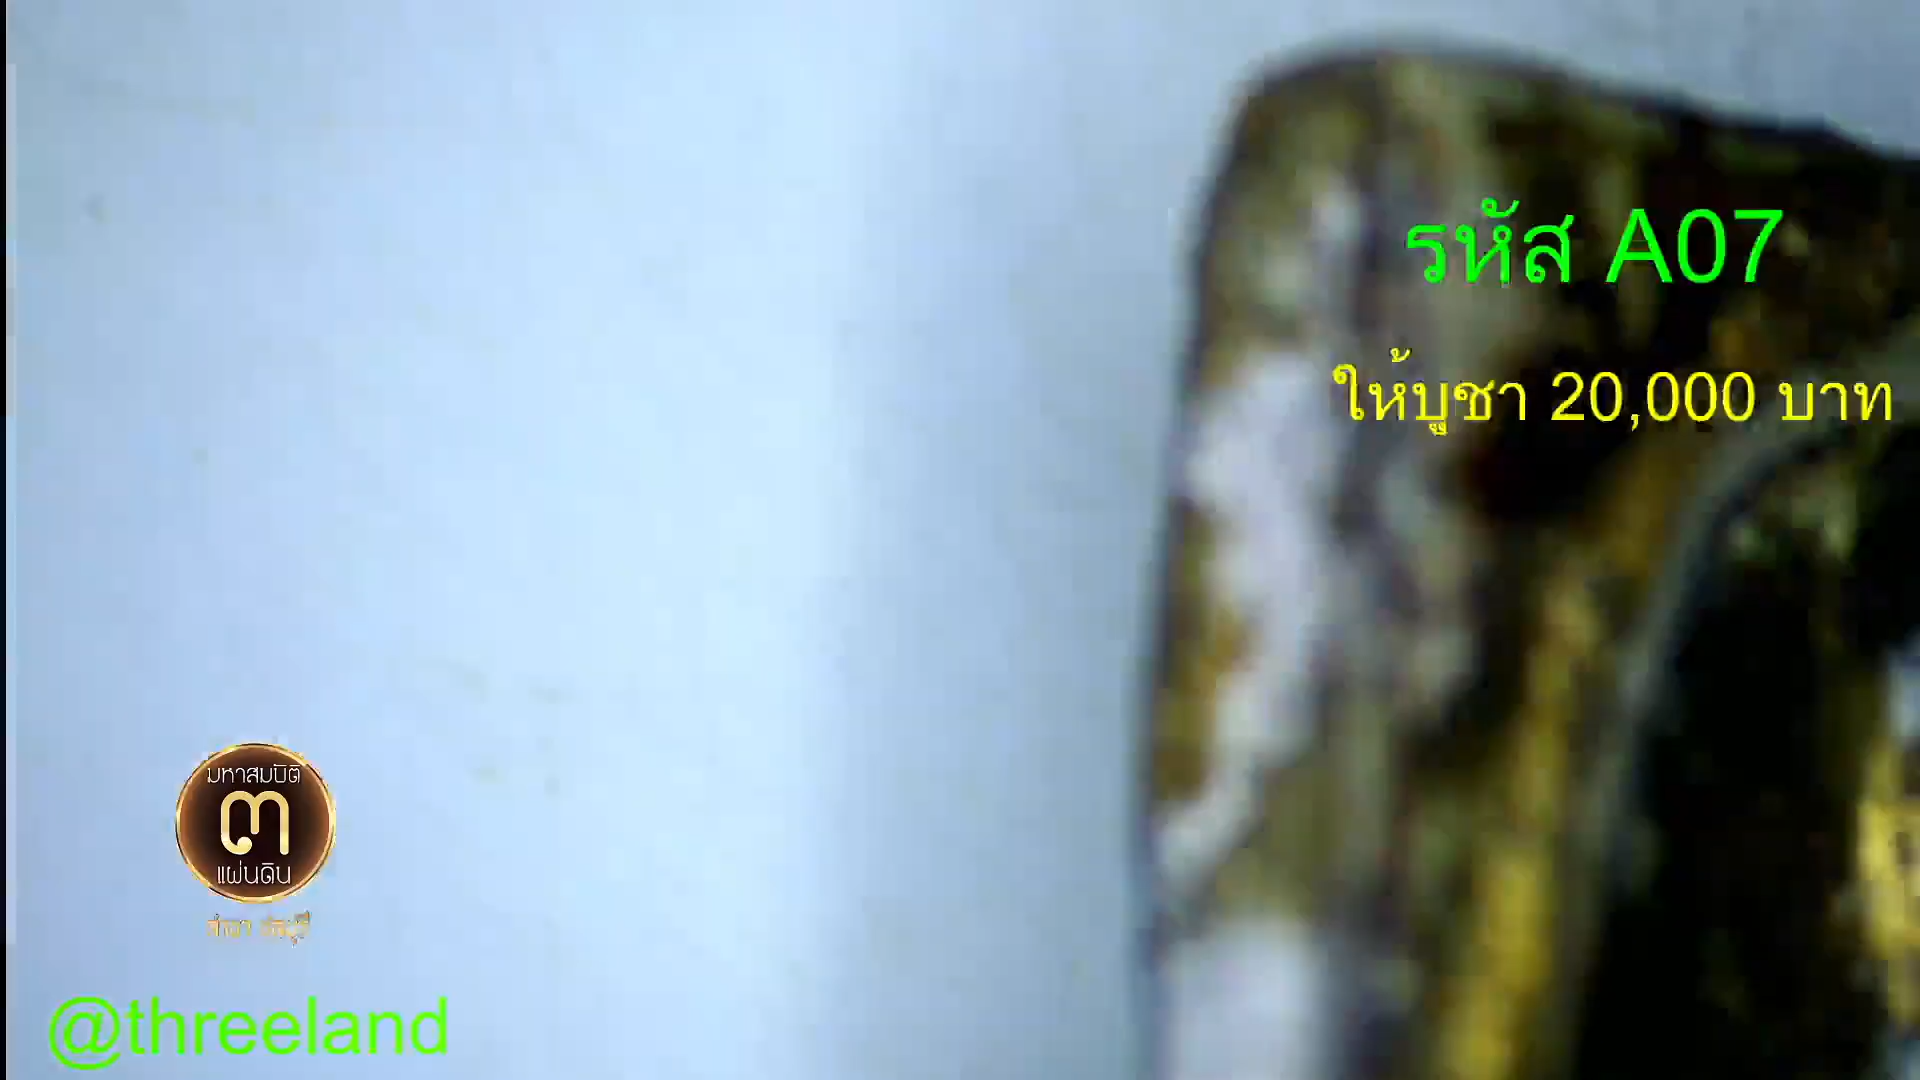 รหัส A07
ให้บูชา 20,000 บาท
มหาสมบัติ
๓
แผ่นดิน
@threeland